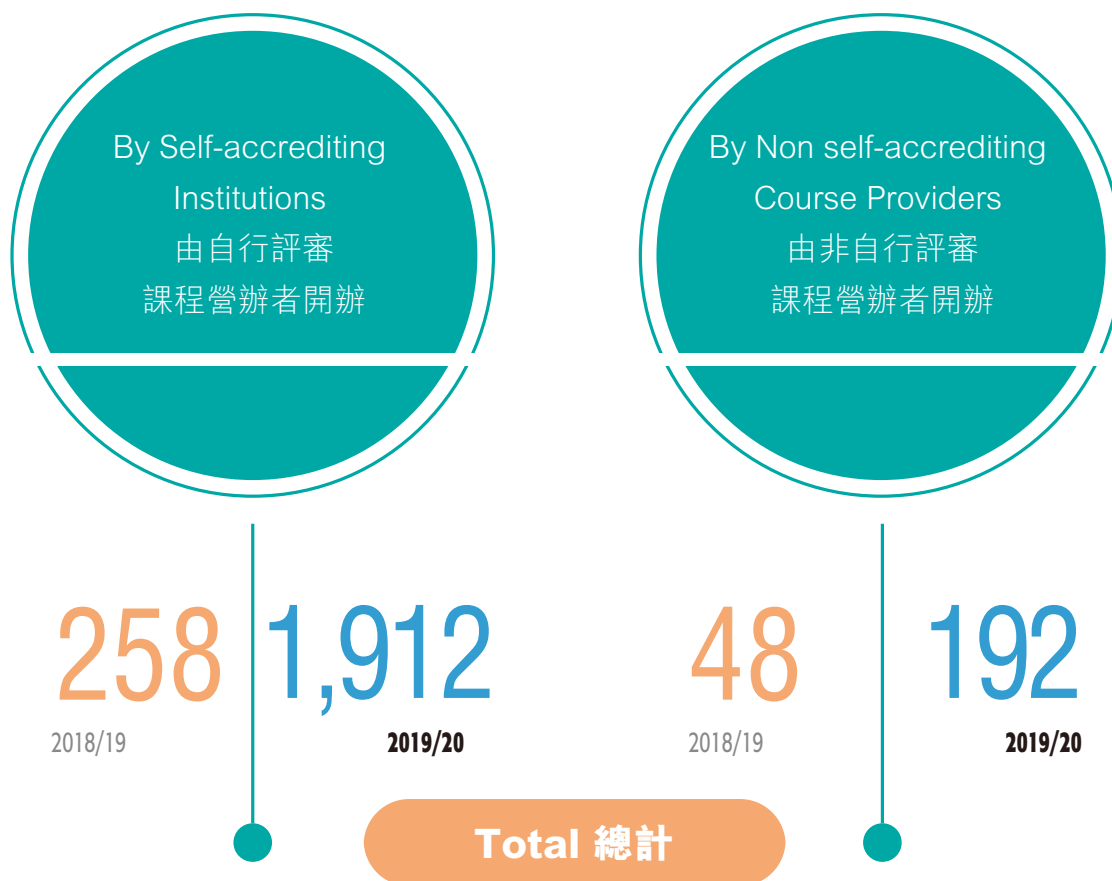 By Self-accrediting
Institutions
由自行評審
課程營辦者開辦
By Non self-accrediting
Course Providers
由非自行評審
課程營辦者開辦
258
1,912
2018/19
2019/20
48
192
2018/19
2019/20
Total 總計